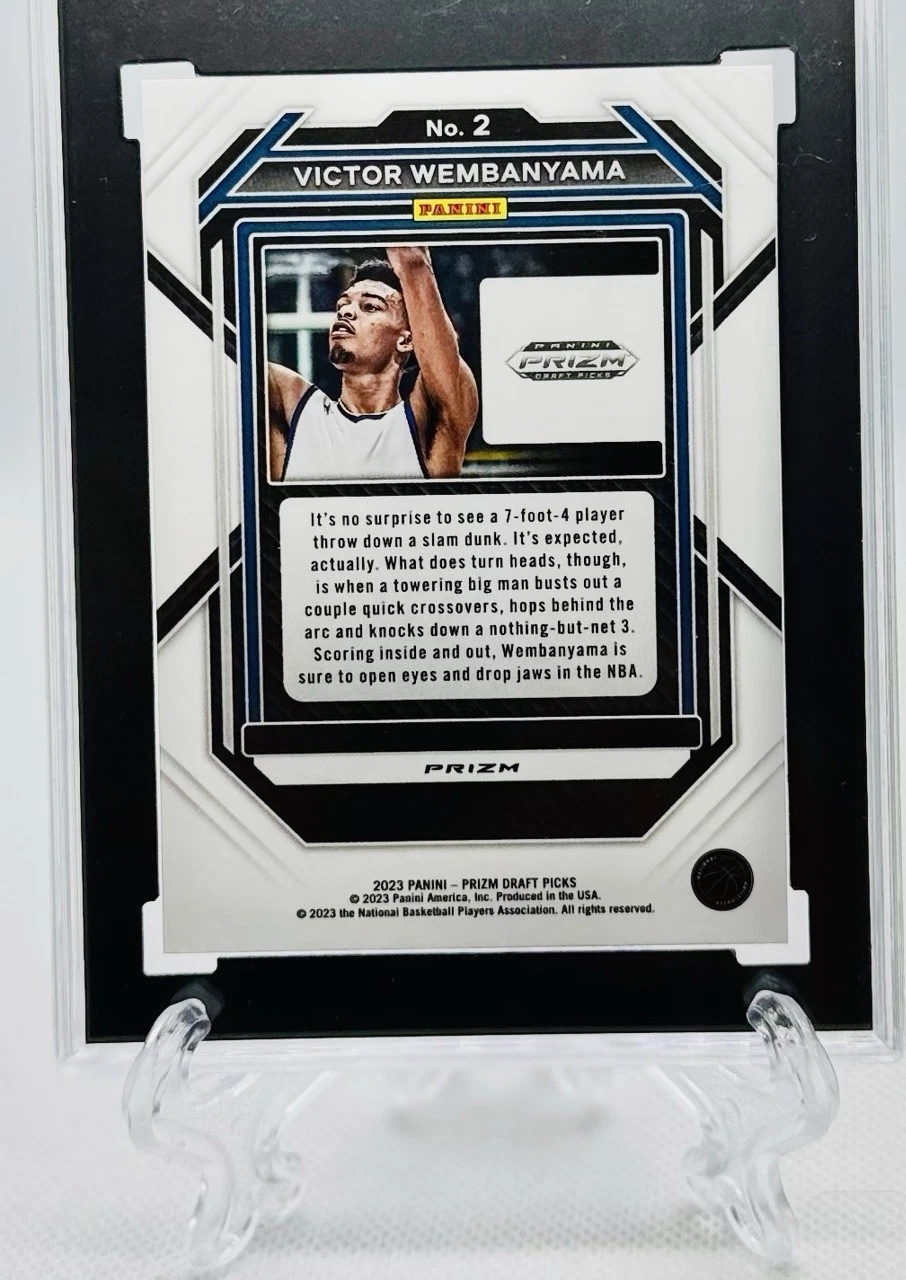 No. 2
VICTOR WEMBANYAMA
PANINI
PANINI
PRIZM
DRAFT PICKS
It's no surprise to see a 7-foot-4 player
throw down a slam dunk. It's expected,
actually. What does turn heads, though,
is when a towering big man busts out a
couple quick crossovers, hops behind the
arc and knocks down a nothing-but-net 3.
Scoring inside and out, Wembanyama is
sure to open eyes and drop jaws in the NBA.
PRIZM
2023 PANINI – PRIZM DRAFT PICKS
© 2023 Panini America, Inc. Produced in the USA.
© 2023 the National Basketball Players Association. All rights reserved.